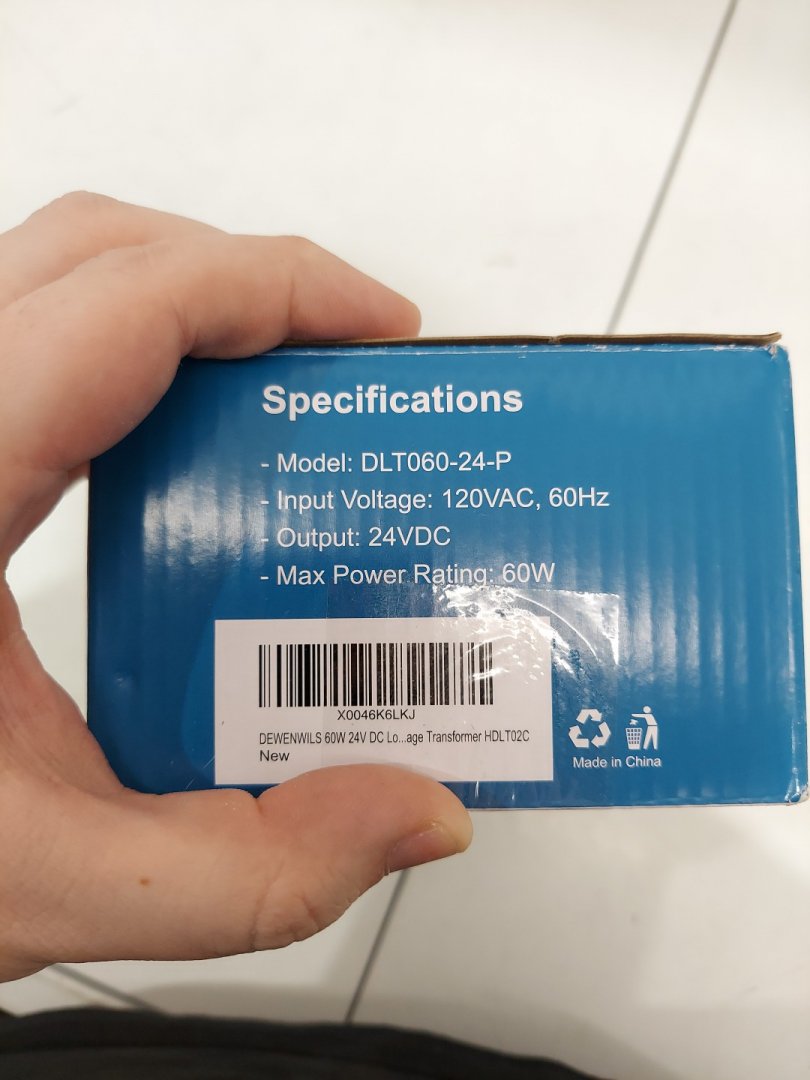 Specifications
- Model: DLT060-24-P
- Input Voltage: 120VAC, 60Hz
- Output: 24VDC
- Max Power Rating: 60W
X0046K6LKJ
DEWENWILS 60W 24V DC Lo...age Transformer HDLT02C
New
Made in China